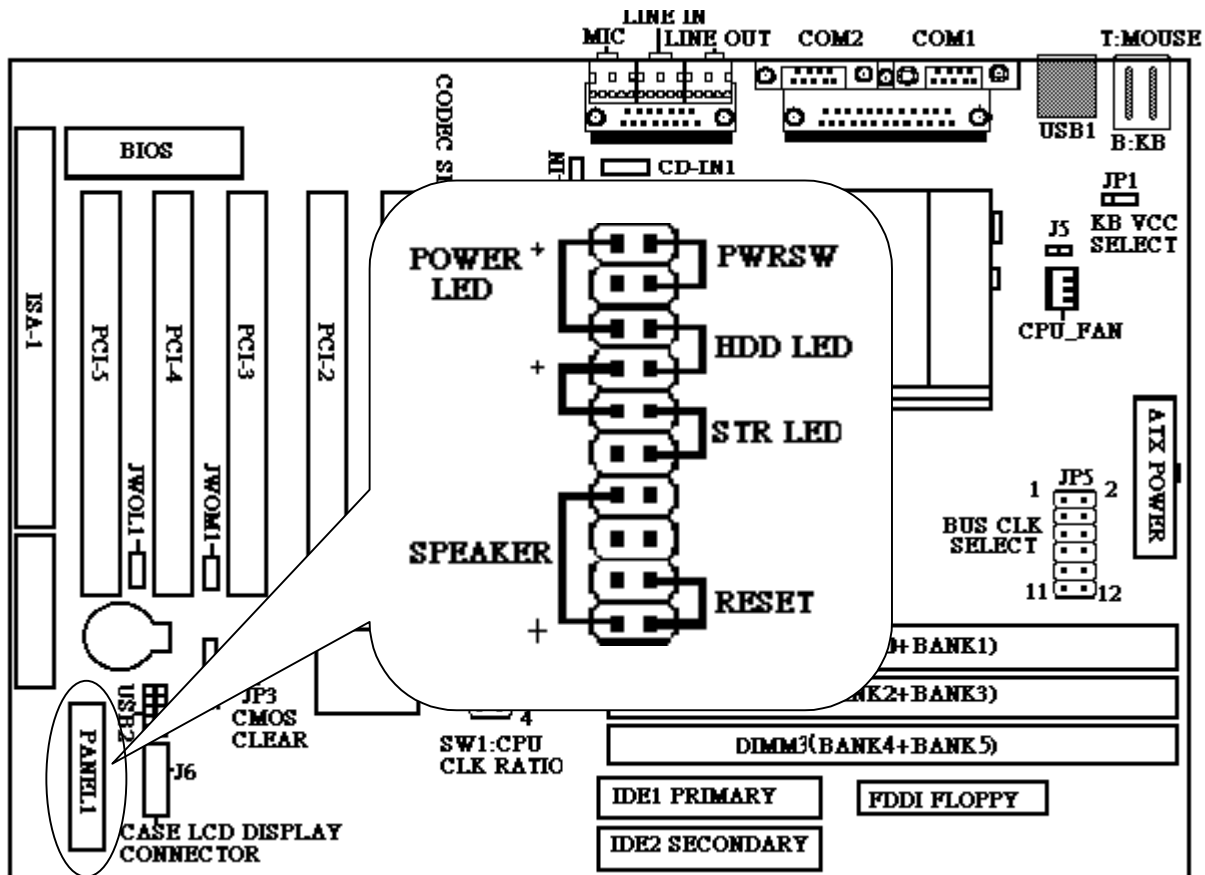 LINE IN
MIC LINE OUT COM2 COM1 T:MOUSE
USB1
B:KB
CODEC
BIOS
CD-IN1
JP1
KB VCC
SELECT
J5
CPU_FAN
ISA-1
PCI-5
PCI-4
PCI-3
PCI-2
JWOL1
JWOM1
+
POWER
LED
PWRSW
HDD LED
+
STR LED
SPEAKER
RESET
+
ATX POWER
JP5
1 2
BUS CLK
SELECT
11 12
+BANK1)
+BANK3)
DIMM3(BANK4+BANK5)
USB2
JP3
CMOS
CLEAR
4
SW1:CPU
CLK RATIO
PANEL1
J6
CASE LCD DISPLAY
CONNECTOR
IDE1 PRIMARY
FDDI FLOPPY
IDE2 SECONDARY